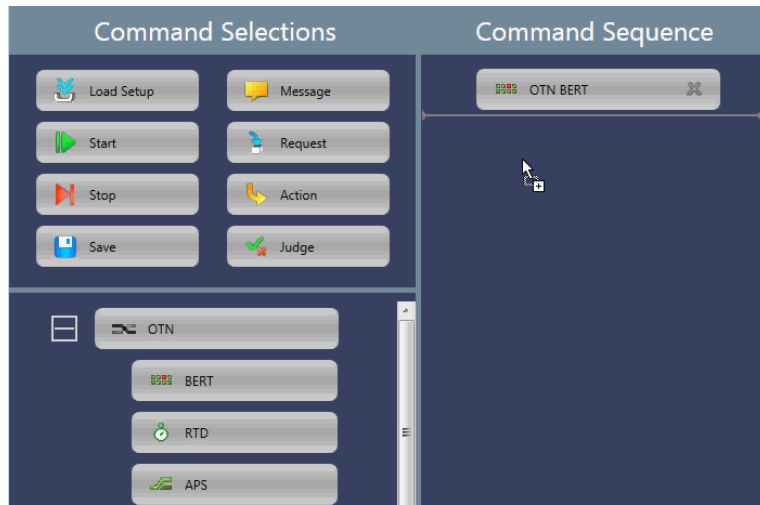 Command Selections
Command Sequence
Load Setup
Message
Start
Request
Stop
Action
Save
Judge
OTN
BERT
RTD
APS
OTN BERT